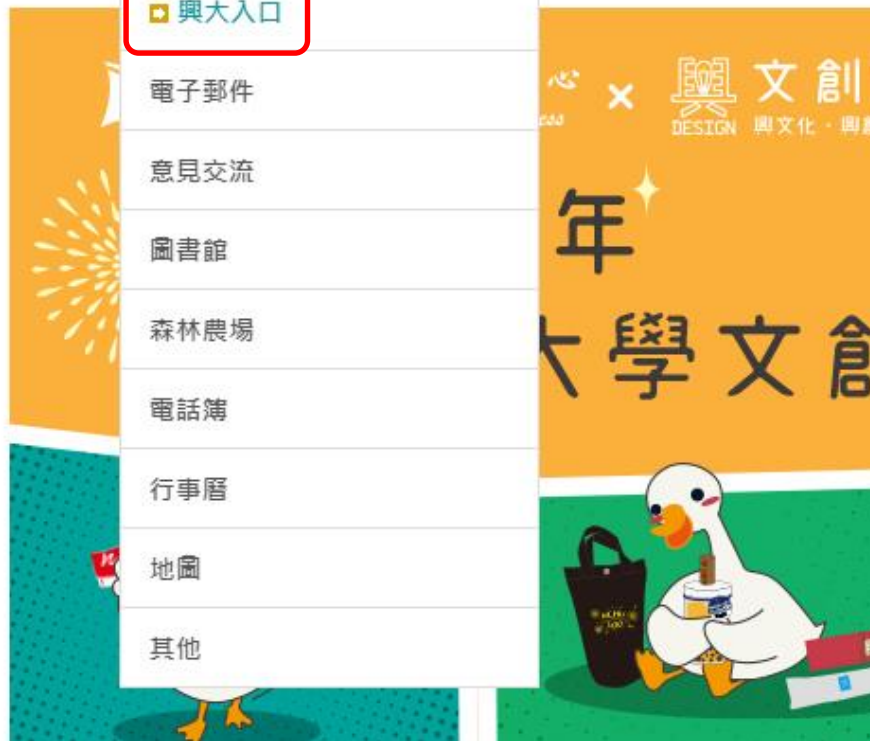 興大入口
電子郵件
意見交流
圖書館
森林農場
電話簿
行事曆
地圖
其他
心 × 興 文創
DESIGN 興文化・興創
年
大學文創